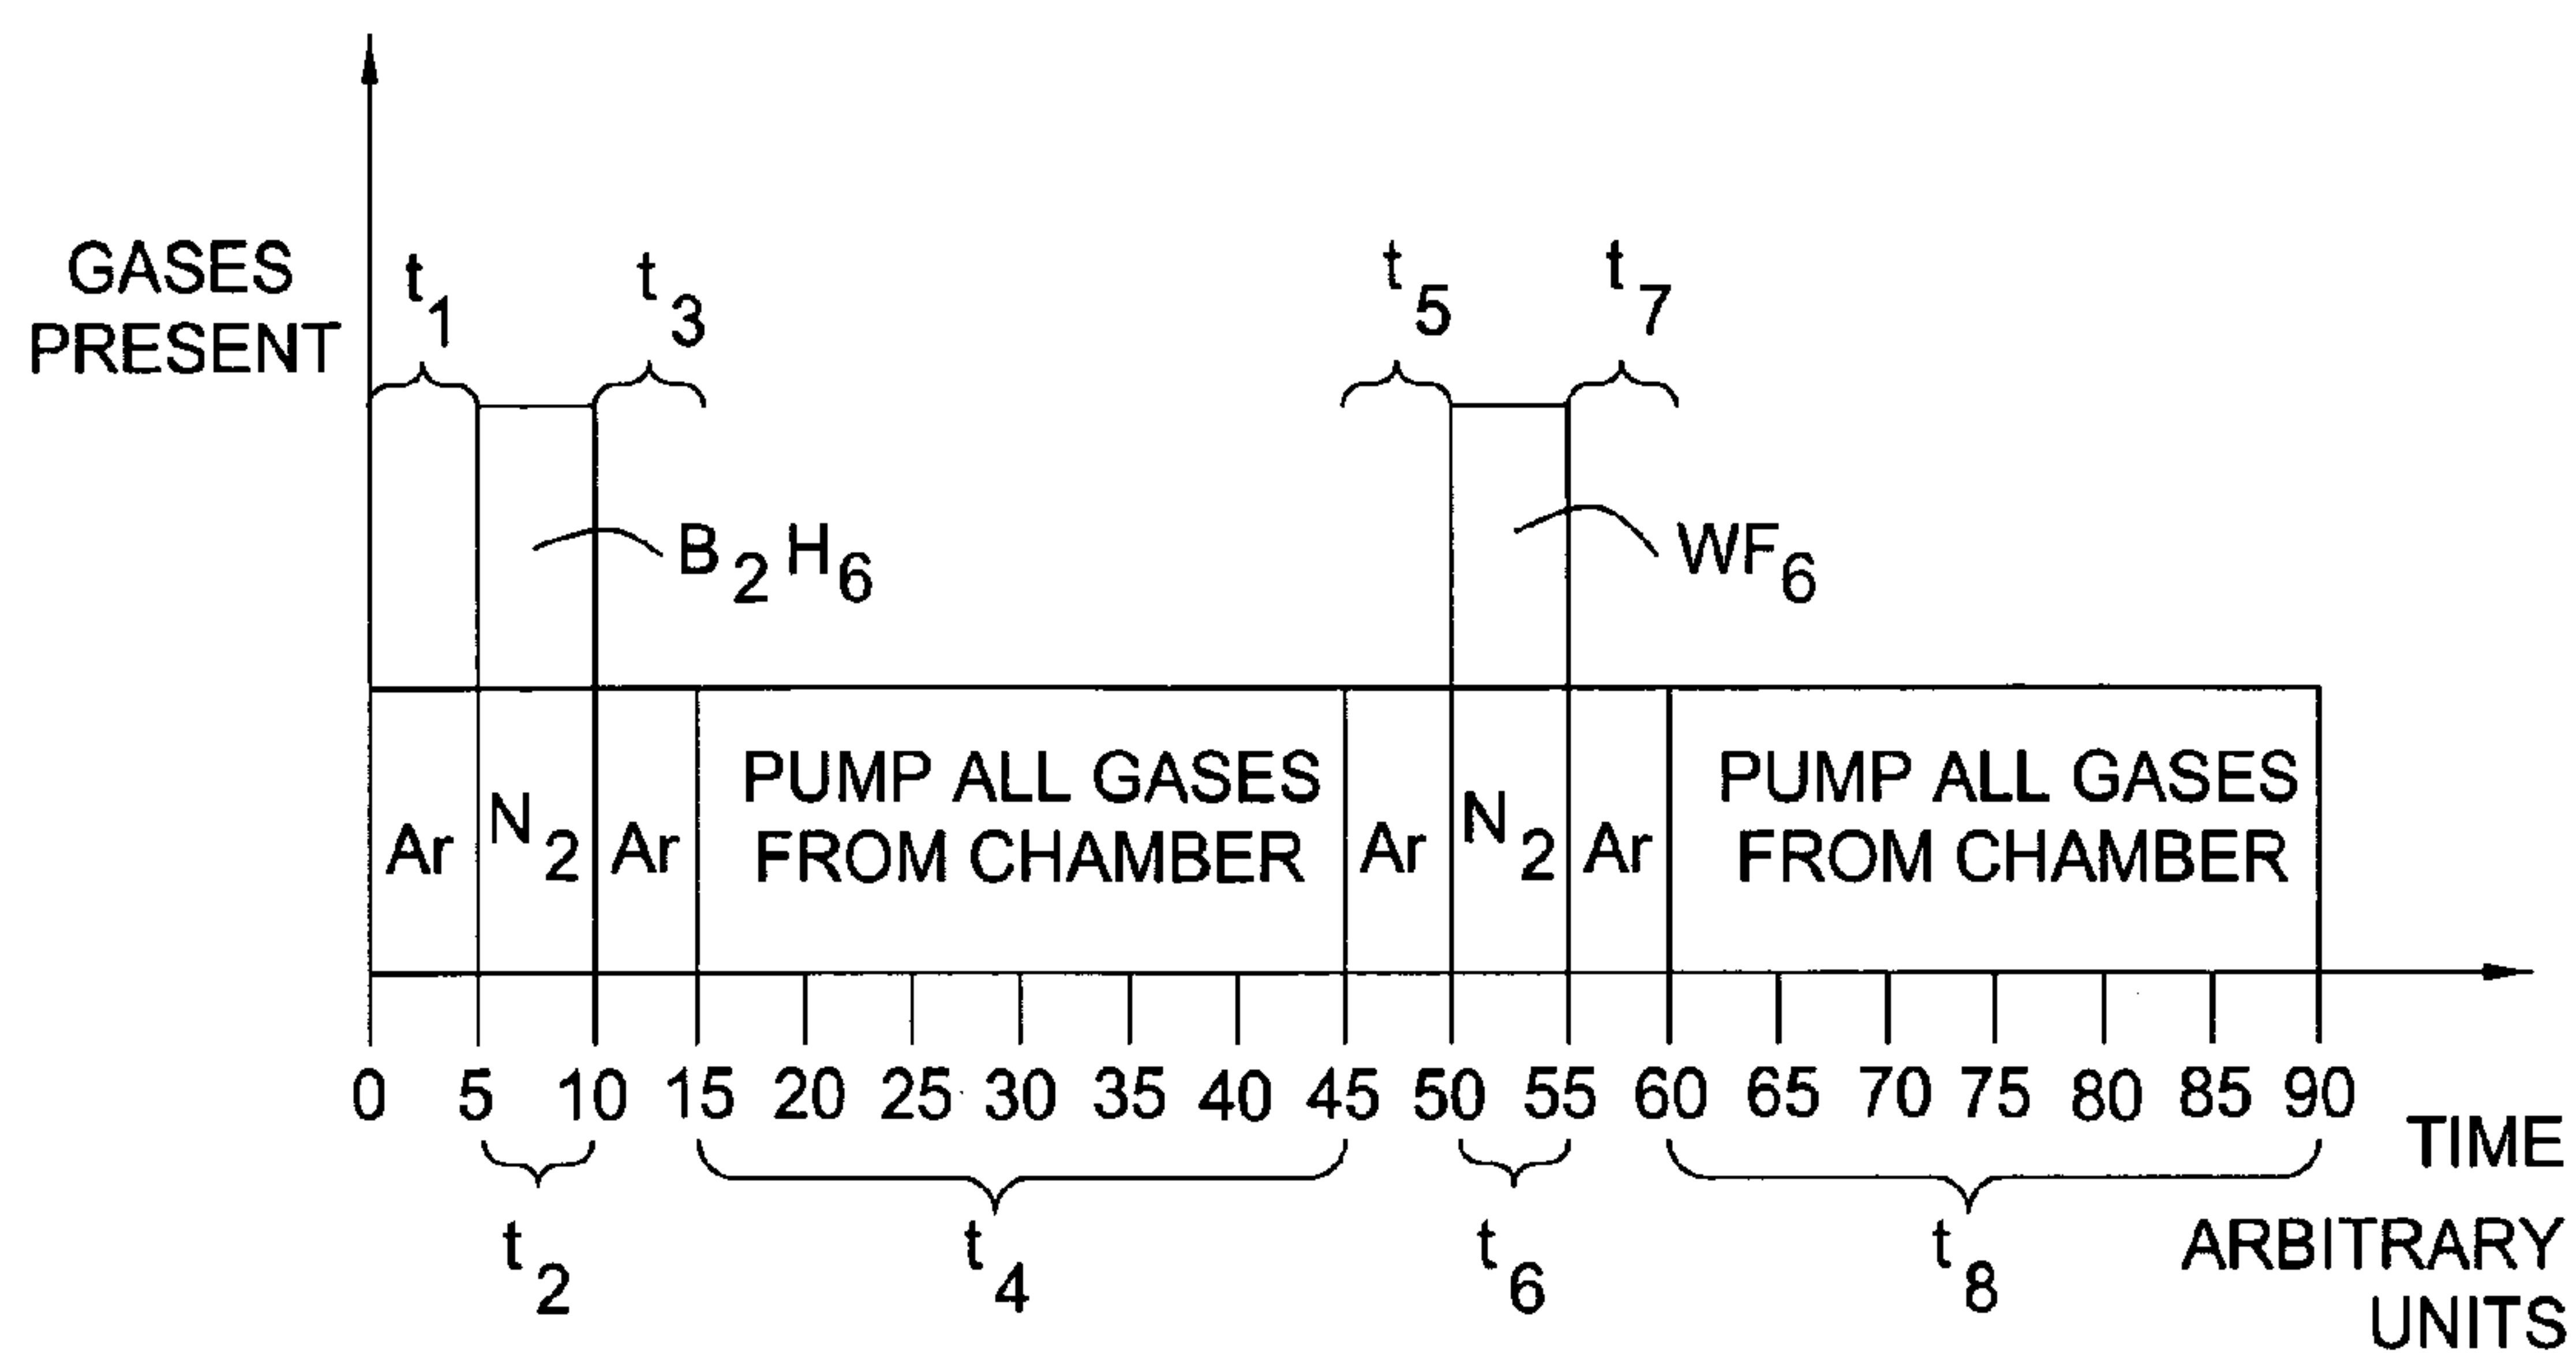 GASES
PRESENT
t1
t3
t5
t7
B2H6
WF6
Ar
N2
Ar
PUMP ALL GASES
FROM CHAMBER
Ar
N2
Ar
PUMP ALL GASES
FROM CHAMBER
0 5 10 15 20 25 30 35 40 45 50 55 60 65 70 75 80 85 90
TIME
t2
t4
t6
t8
ARBITRARY
UNITS